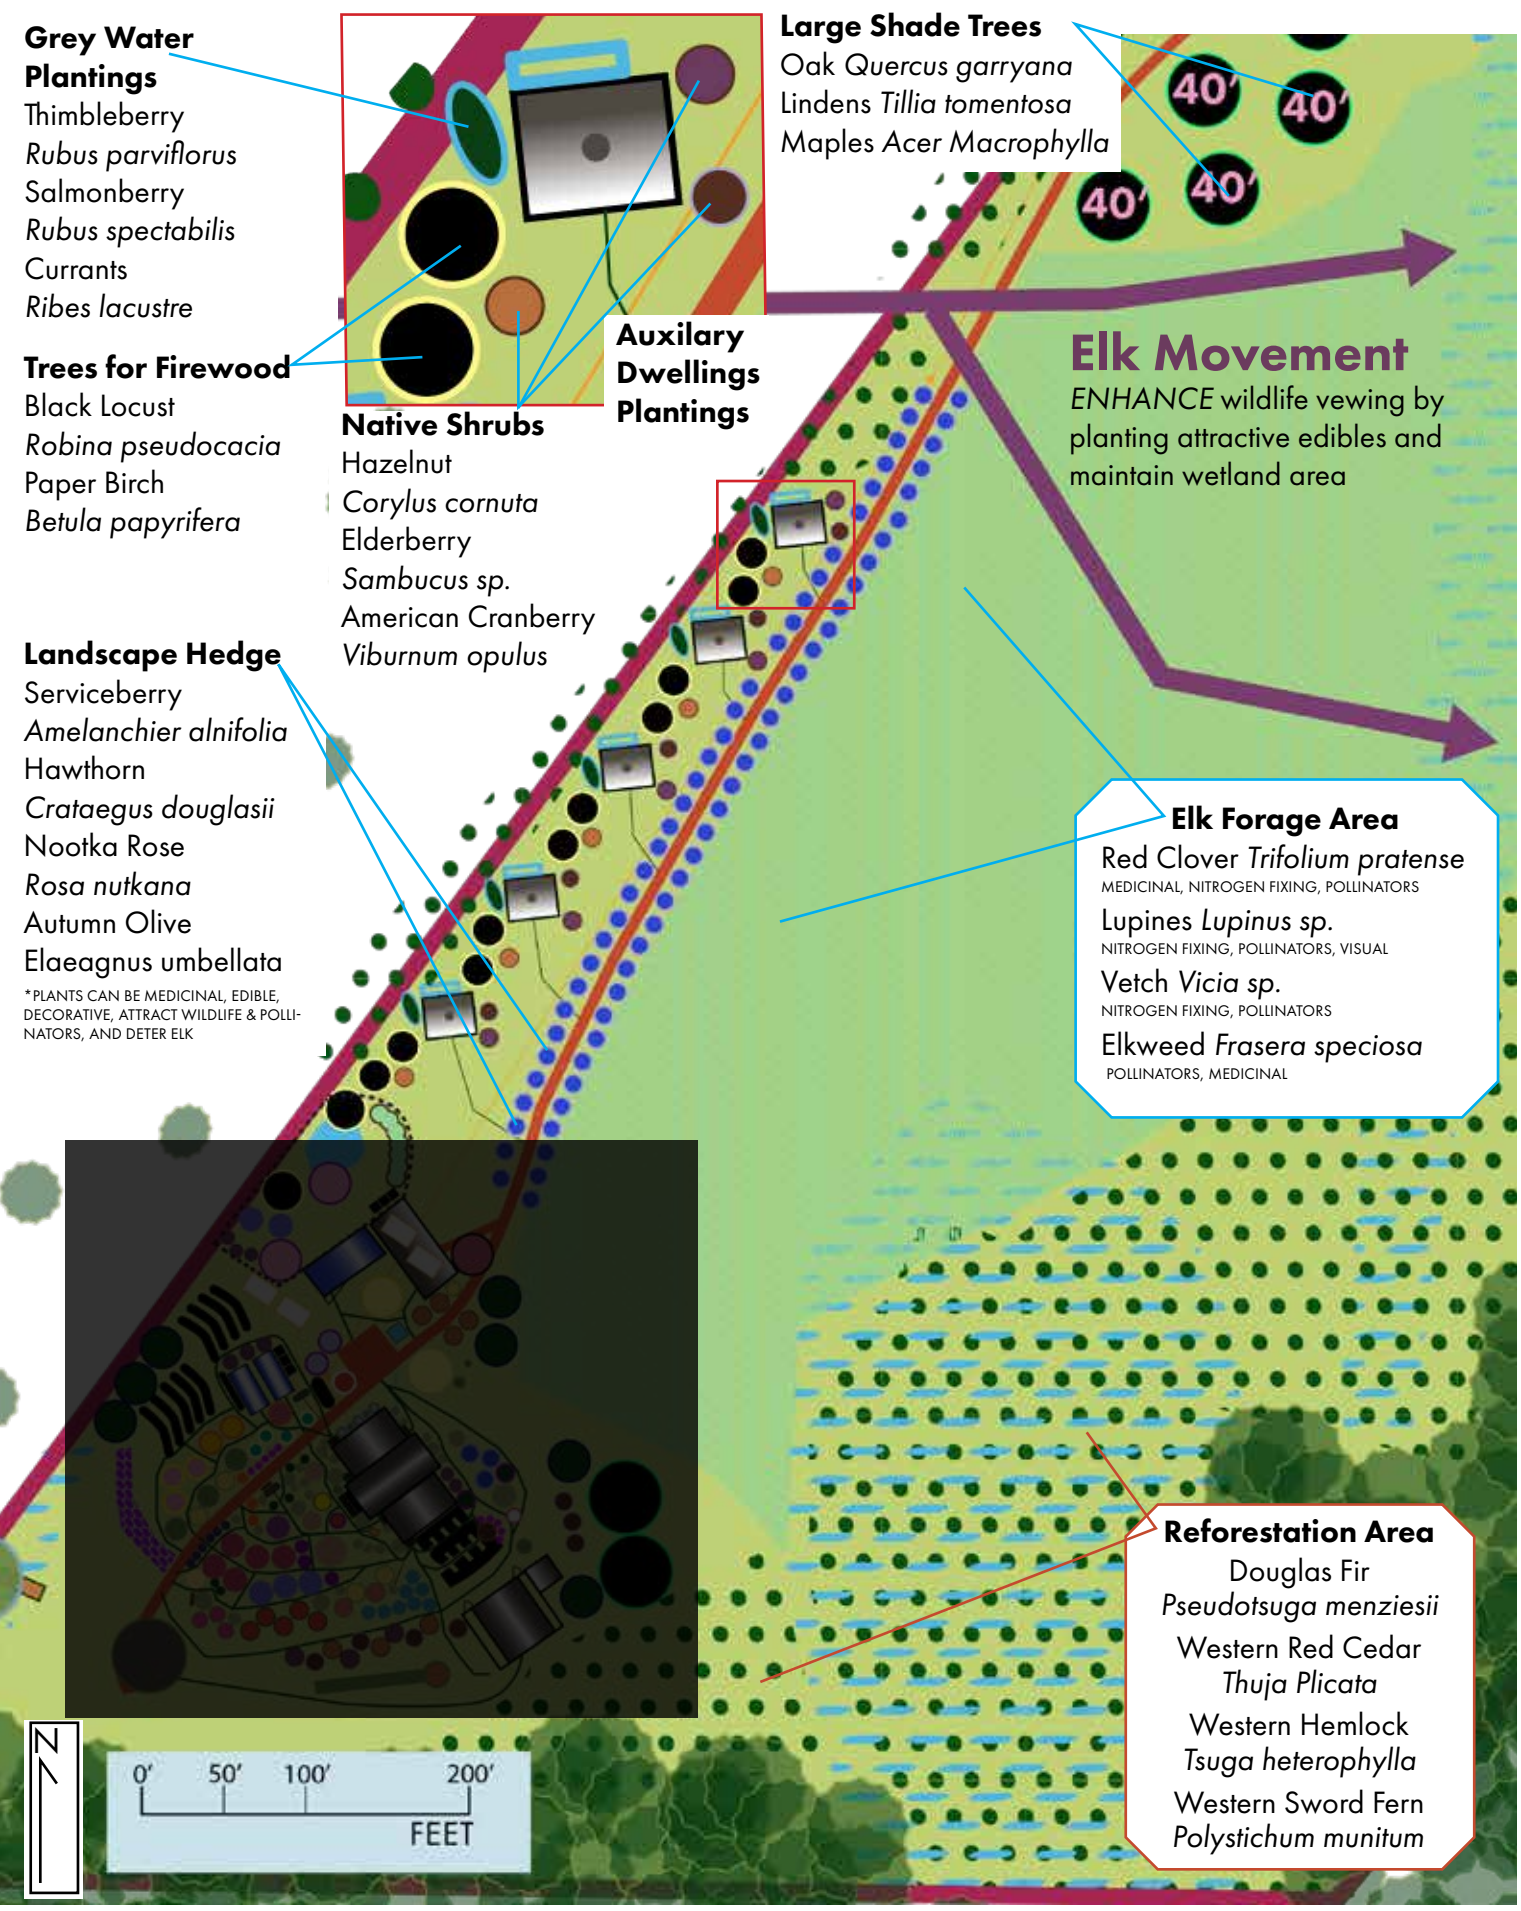 Grey Water
Plantings
Thimbleberry
Rubus parviflorus
Salmonberry
Rubus spectabilis
Currants
Ribes lacustre
Trees for Firewood
Black Locust
Robina pseudocacia
Paper Birch
Betula papyrifera
Landscape Hedge
Serviceberry
Amelanchier alnifolia
Hawthorn
Crataegus douglasii
Nootka Rose
Rosa nutkana
Autumn Olive
Elaeagnus umbellata
*PLANTS CAN BE MEDICINAL, EDIBLE,
DECORATIVE, ATTRACT WILDLIFE & POLLI-
NATORS, AND DETER ELK
Auxilary
Dwellings
Plantings
Native Shrubs
Hazelnut
Corylus cornuta
Elderberry
Sambucus sp.
American Cranberry
Viburnum opulus
Large Shade Trees
Oak Quercus garryana
Lindens Tillia tomentosa
Maples Acer Macrophylla
40'
40'
40'
40'
Elk Movement
ENHANCE wildlife vewing by
planting attractive edibles and
maintain wetland area
Elk Forage Area
Red Clover Trifolium pratense
MEDICINAL, NITROGEN FIXING, POLLINATORS
Lupines Lupinus sp.
NITROGEN FIXING, POLLINATORS, VISUAL
Vetch Vicia sp.
NITROGEN FIXING, POLLINATORS
Elkweed Frasera speciosa
POLLINATORS, MEDICINAL
Reforestation Area
Douglas Fir
Pseudotsuga menziesii
Western Red Cedar
Thuja Plicata
Western Hemlock
Tsuga heterophylla
Western Sword Fern
Polystichum munitum
N
0' 50' 100' 200'
FEET